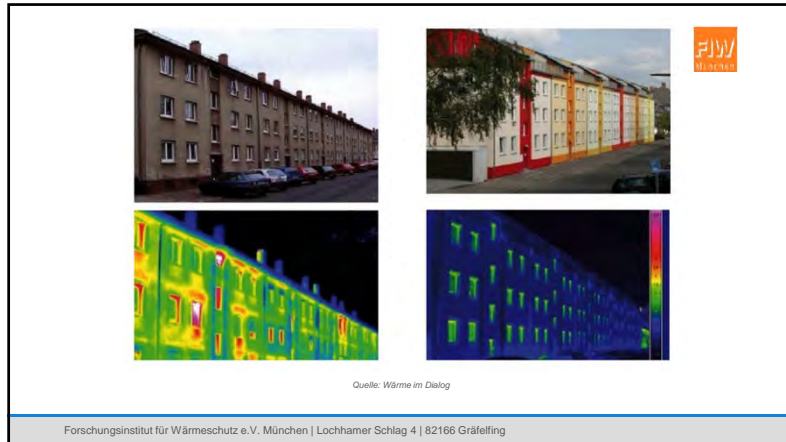 FIW
München
Quelle: Wärme im Dialog
Forschungsinstitut für Wärmeschutz e.V. München | Lochhamer Schlag 4 | 82166 Gräfelfing